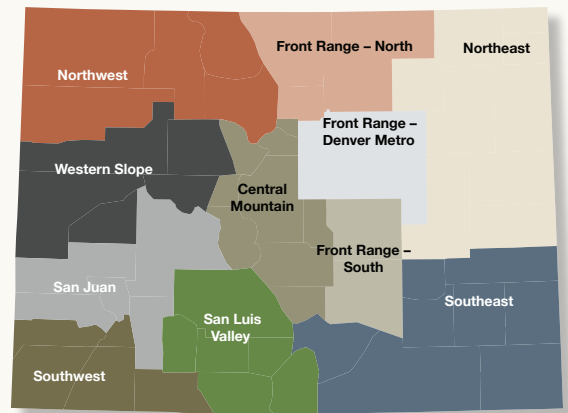 Front Range – North
Northeast
Northwest
Front Range –
Denver Metro
Western Slope
Central
Mountain
Front Range –
South
San Juan
Southeast
San Luis
Valley
Southwest